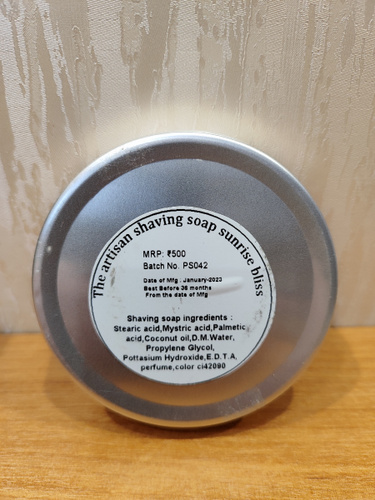 The artisan shaving soap sunrise bliss
MRP: ₹500
Batch No. PS042
Date of Mfg : January-2023
Best Before 36 months
From the date of Mfg
Shaving soap ingredients :
Stearic acid,Mystric acid,Palmetic
acid,Coconut oil,D.M.Water,
Propylene Glycol,
Pottasium Hydroxide,E.D.T.A,
perfume,color ci42090